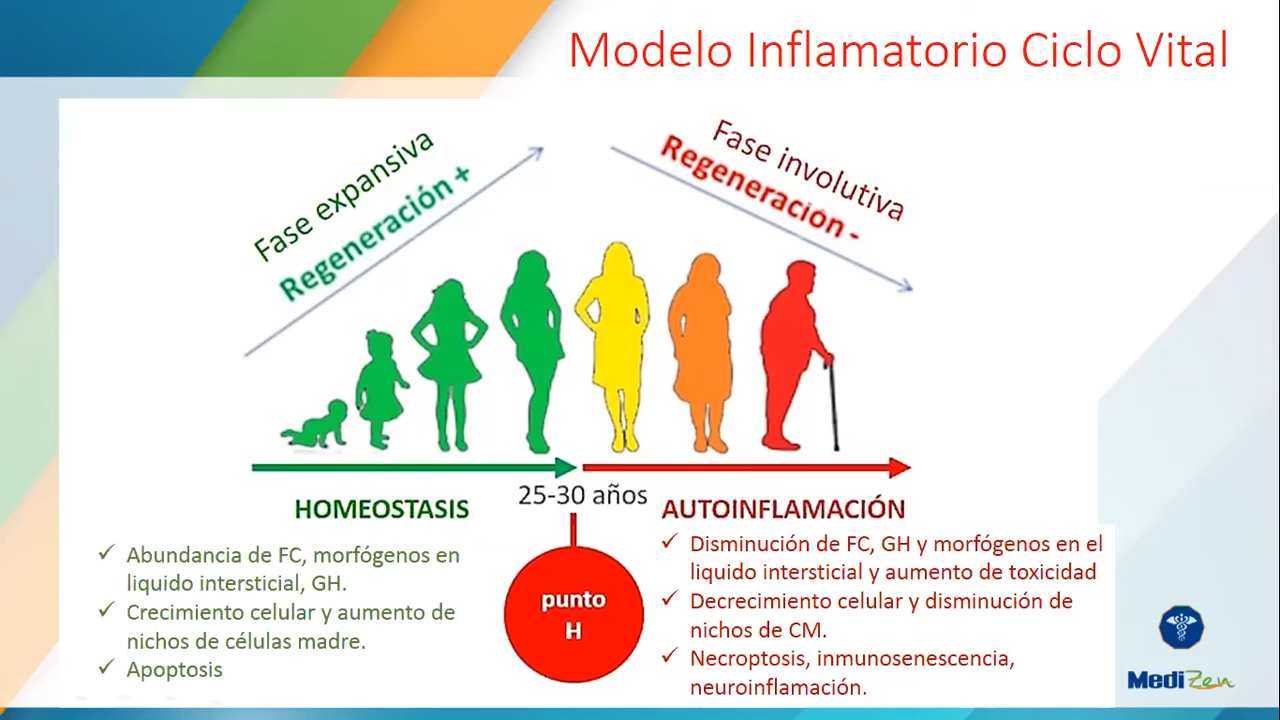 Modelo Inflamatorio Ciclo Vital
Fase expansiva
Regeneración +
Fase involutiva
Regeneración -
25-30 años
HOMEOSTASIS
✓ Abundancia de FC, morfógenos en
liquido intersticial, GH.
✓ Crecimiento celular y aumento de
nichos de células madre.
✓ Apoptosis
punto
H
AUTOINFLAMACIÓN
✓ Disminución de FC, GH y morfógenos en el
liquido intersticial y aumento de toxicidad
✓ Decrecimiento celular y disminución de
nichos de CM.
✓ Necroptosis, inmunosenescencia,
neuroinflamación.
MediZen